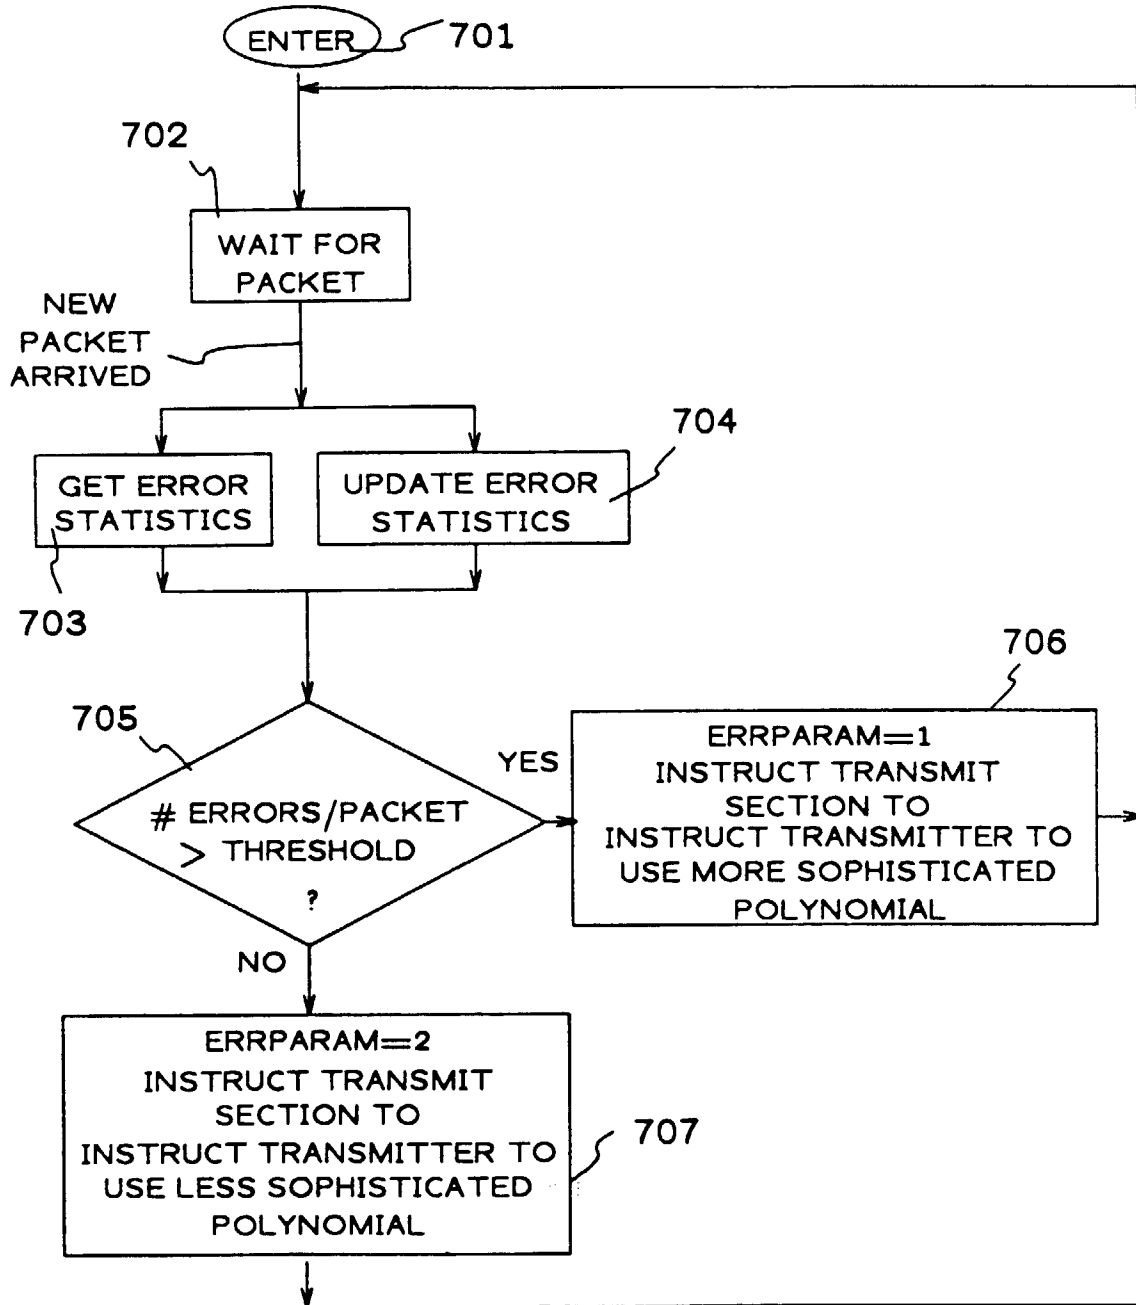 ENTER
701
702
WAIT FOR
PACKET
NEW
PACKET
ARRIVED
704
GET ERROR
STATISTICS
UPDATE ERROR
STATISTICS
703
706
705
YES
# ERRORS/PACKET
> THRESHOLD
?
ERRPARAM=1
INSTRUCT TRANSMIT
SECTION TO
INSTRUCT TRANSMITTER TO
USE MORE SOPHISTICATED
POLYNOMIAL
NO
ERRPARAM=2
INSTRUCT TRANSMIT
SECTION TO
INSTRUCT TRANSMITTER TO
USE LESS SOPHISTICATED
POLYNOMIAL
707